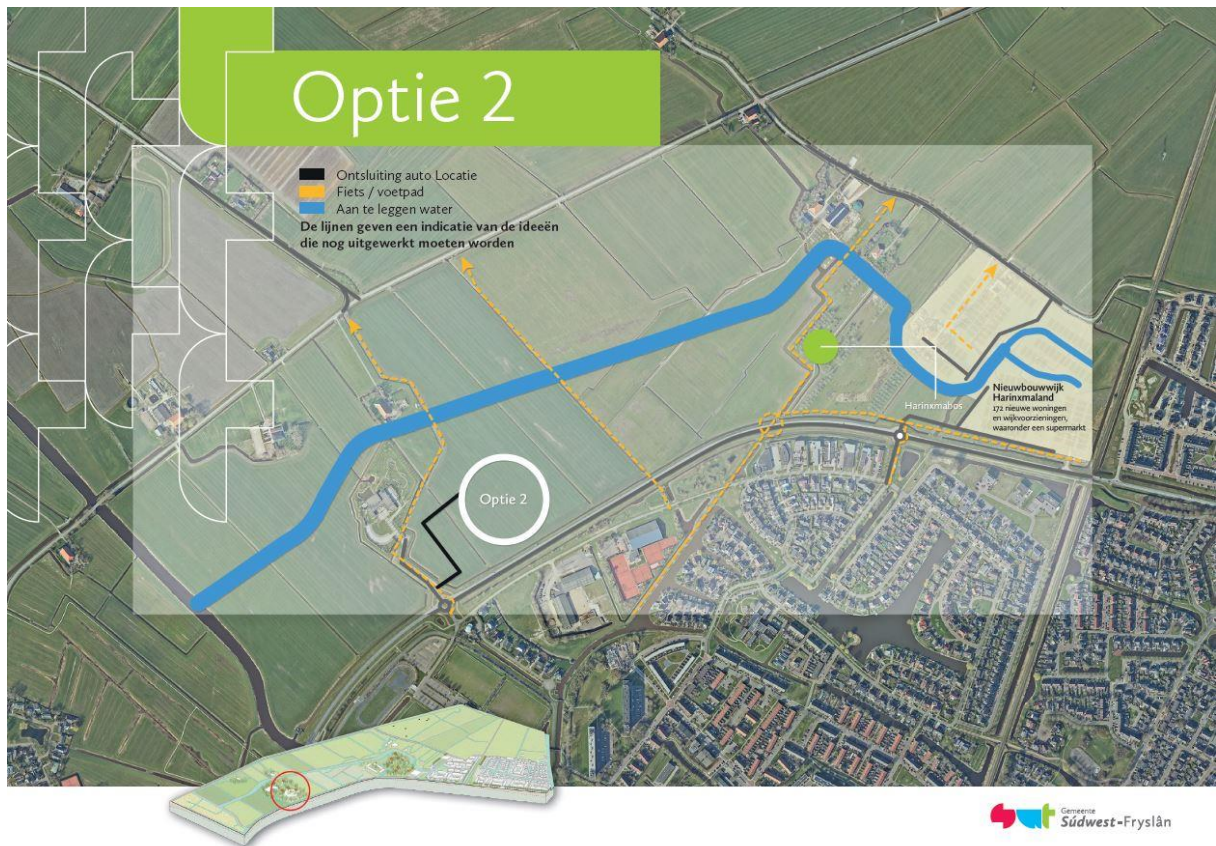 Optie 2
Ontsluiting auto Locatie
Fiets / voetpad
Aan te leggen water
De lijnen geven een indicatie van de ideeën
die nog uitgewerkt moeten worden
Nieuwbouwwijk
Harinxmaland
172 nieuwe woningen
en wijkvoorzieningen,
waaronder een supermarkt
Harinxmabos
Optie 2
Gemeente
Súdwest-Fryslân